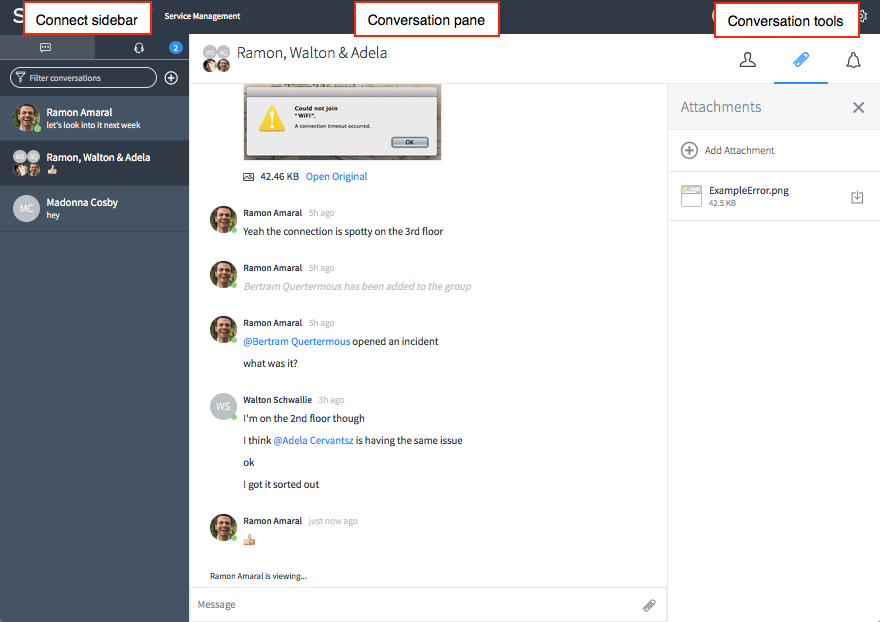 S
Connect sidebar
Service Management
Conversation pane
Conversation tools
2
Filter conversations
Ramon Amaral
let's look into it next week
WS BQ
Ramon, Walton & Adela
MC
Madonna Cosby
hey
WS BQ
Ramon, Walton & Adela
Could not join
"WiFi".
A connection timeout occurred.
OK
42.46 KB Open Original
Ramon Amaral 5h ago
Yeah the connection is spotty on the 3rd floor
Ramon Amaral 5h ago
Bertram Quertermous has been added to the group
Ramon Amaral 5h ago
@Bertram Quertermous opened an incident
what was it?
WS
Walton Schwallie 3h ago
I'm on the 2nd floor though
I think @Adela Cervantsz is having the same issue
ok
I got it sorted out
Ramon Amaral just now ago
Ramon Amaral is viewing...
Message
Attachments
Add Attachment
ExampleError.png
42.5 KB